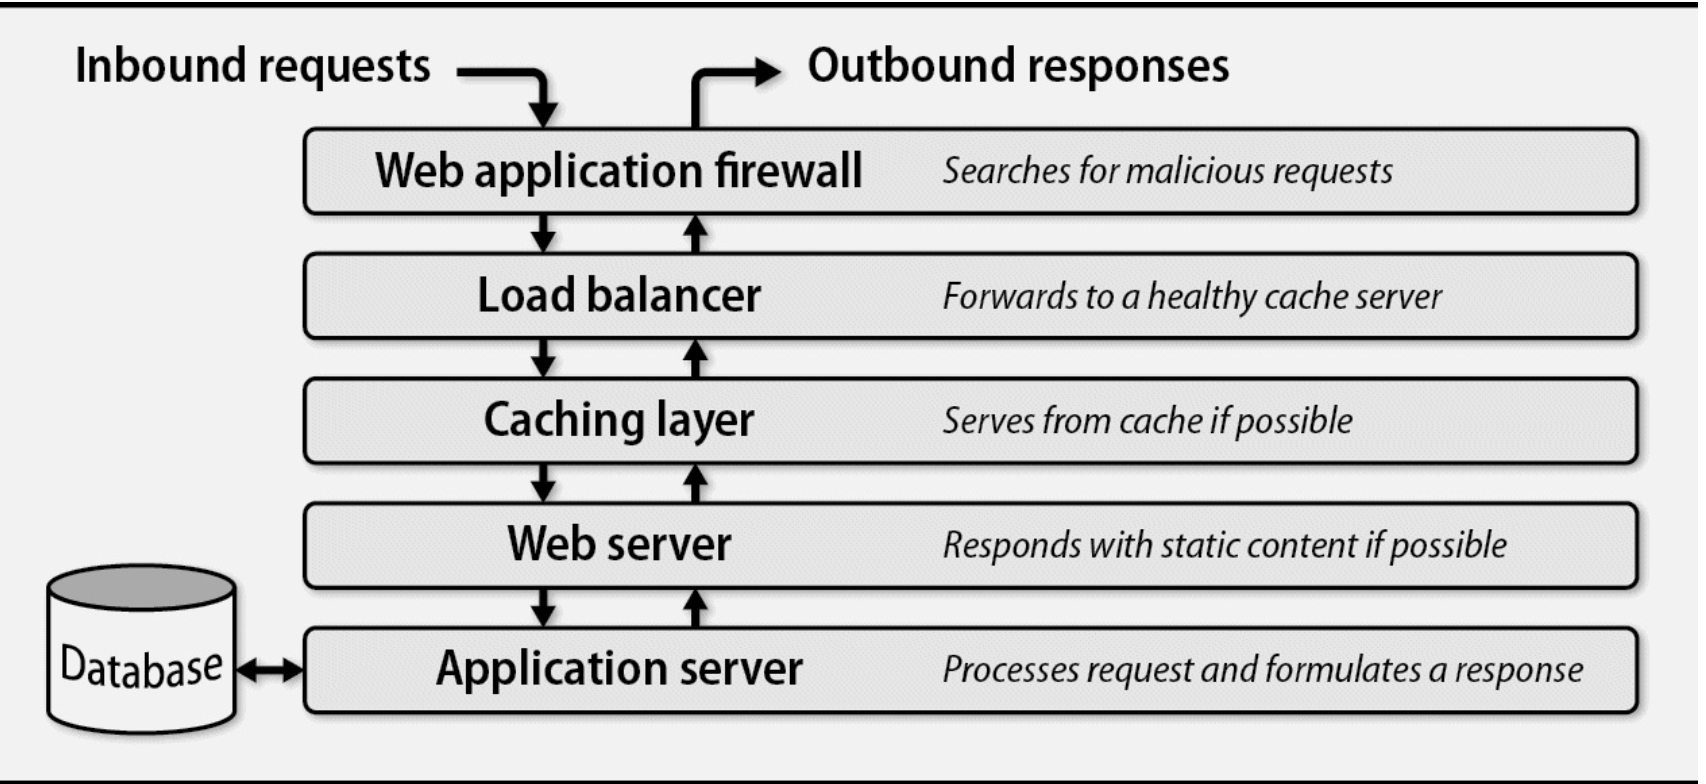 Inbound requests
Outbound responses
Web application firewall
Searches for malicious requests
Load balancer
Forwards to a healthy cache server
Caching layer
Serves from cache if possible
Web server
Responds with static content if possible
Database
Application server
Processes request and formulates a response